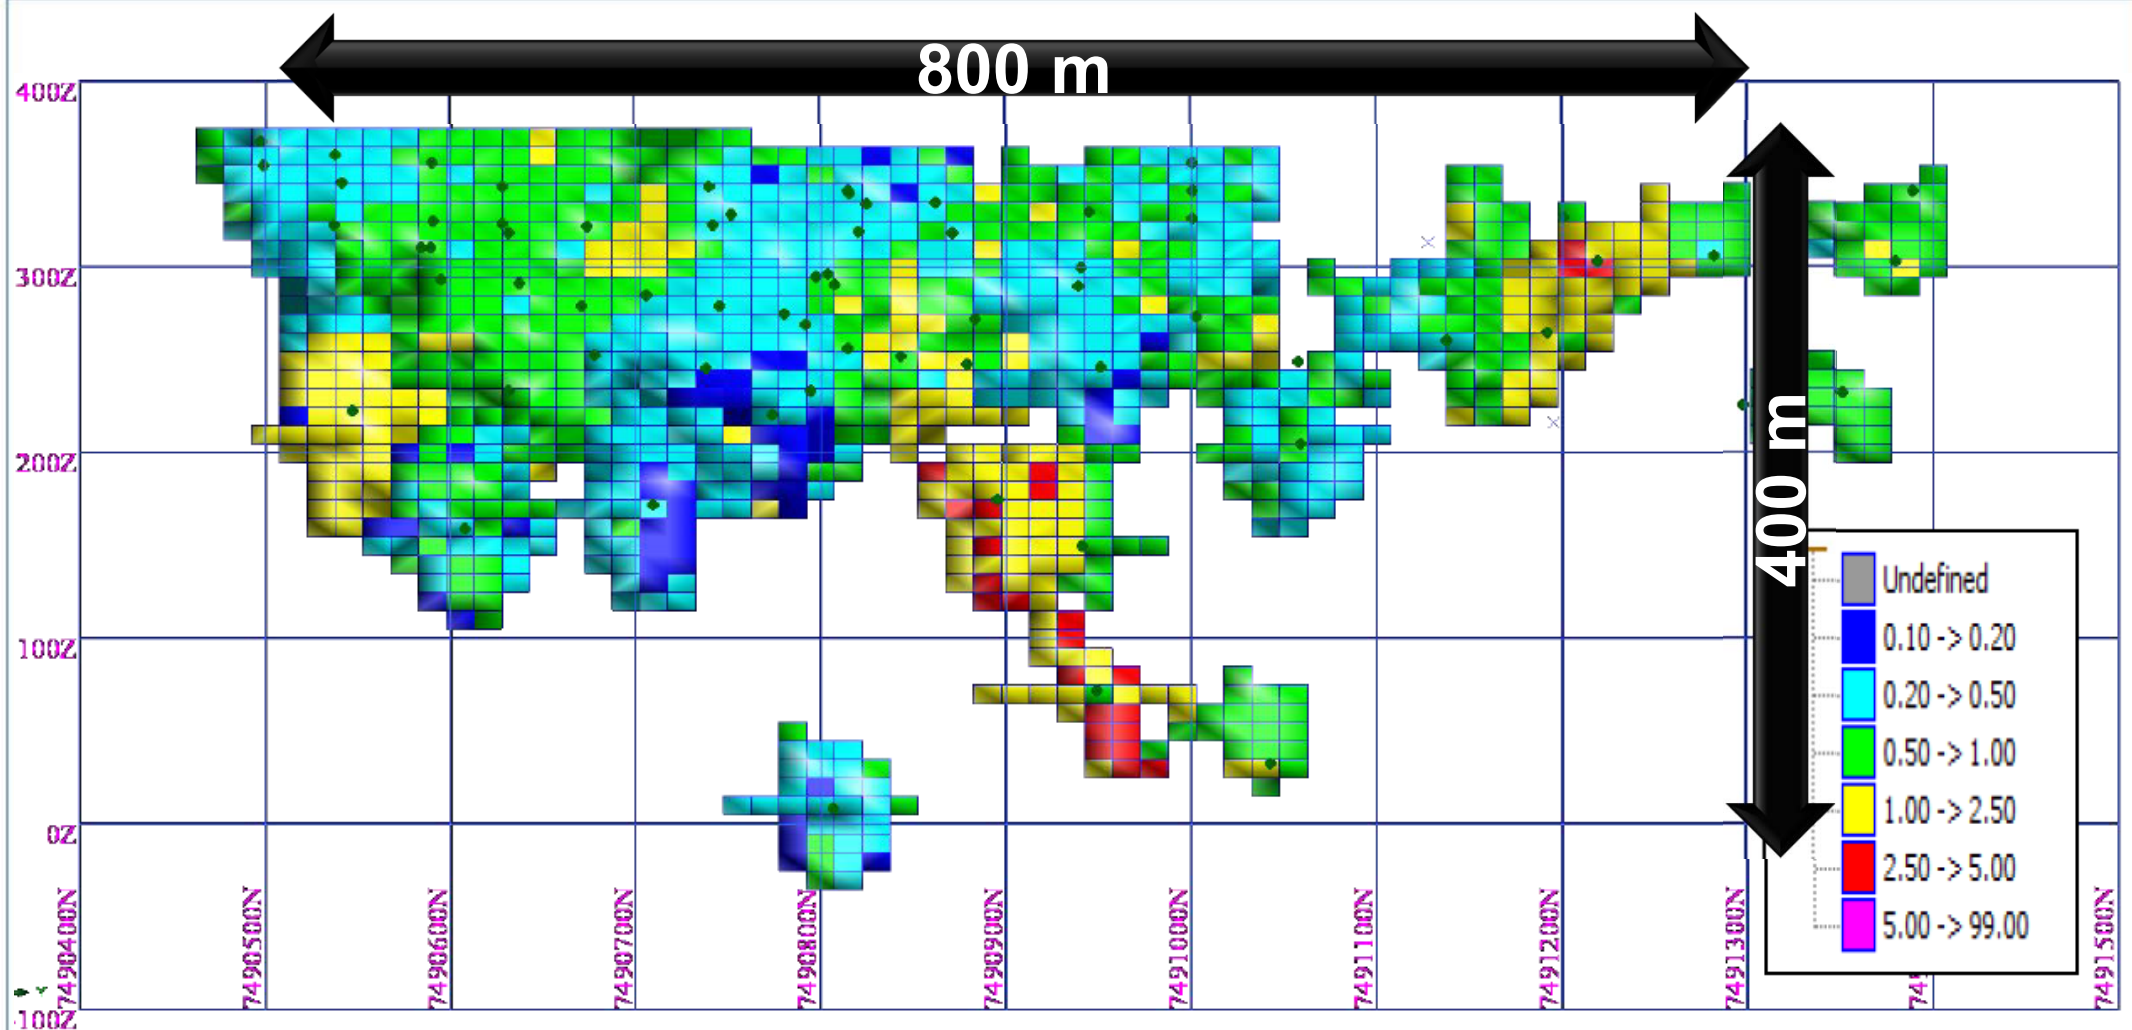 800 m
400Z
300Z
200Z
100Z
0Z
-100Z
400 m
Undefined
0.10 -> 0.20
0.20 -> 0.50
0.50 -> 1.00
1.00 -> 2.50
2.50 -> 5.00
5.00 -> 99.00
7490400N
7490500N
7490600N
7490700N
7490800N
7490900N
7491000N
7491100N
7491200N
7491300N
7491500N